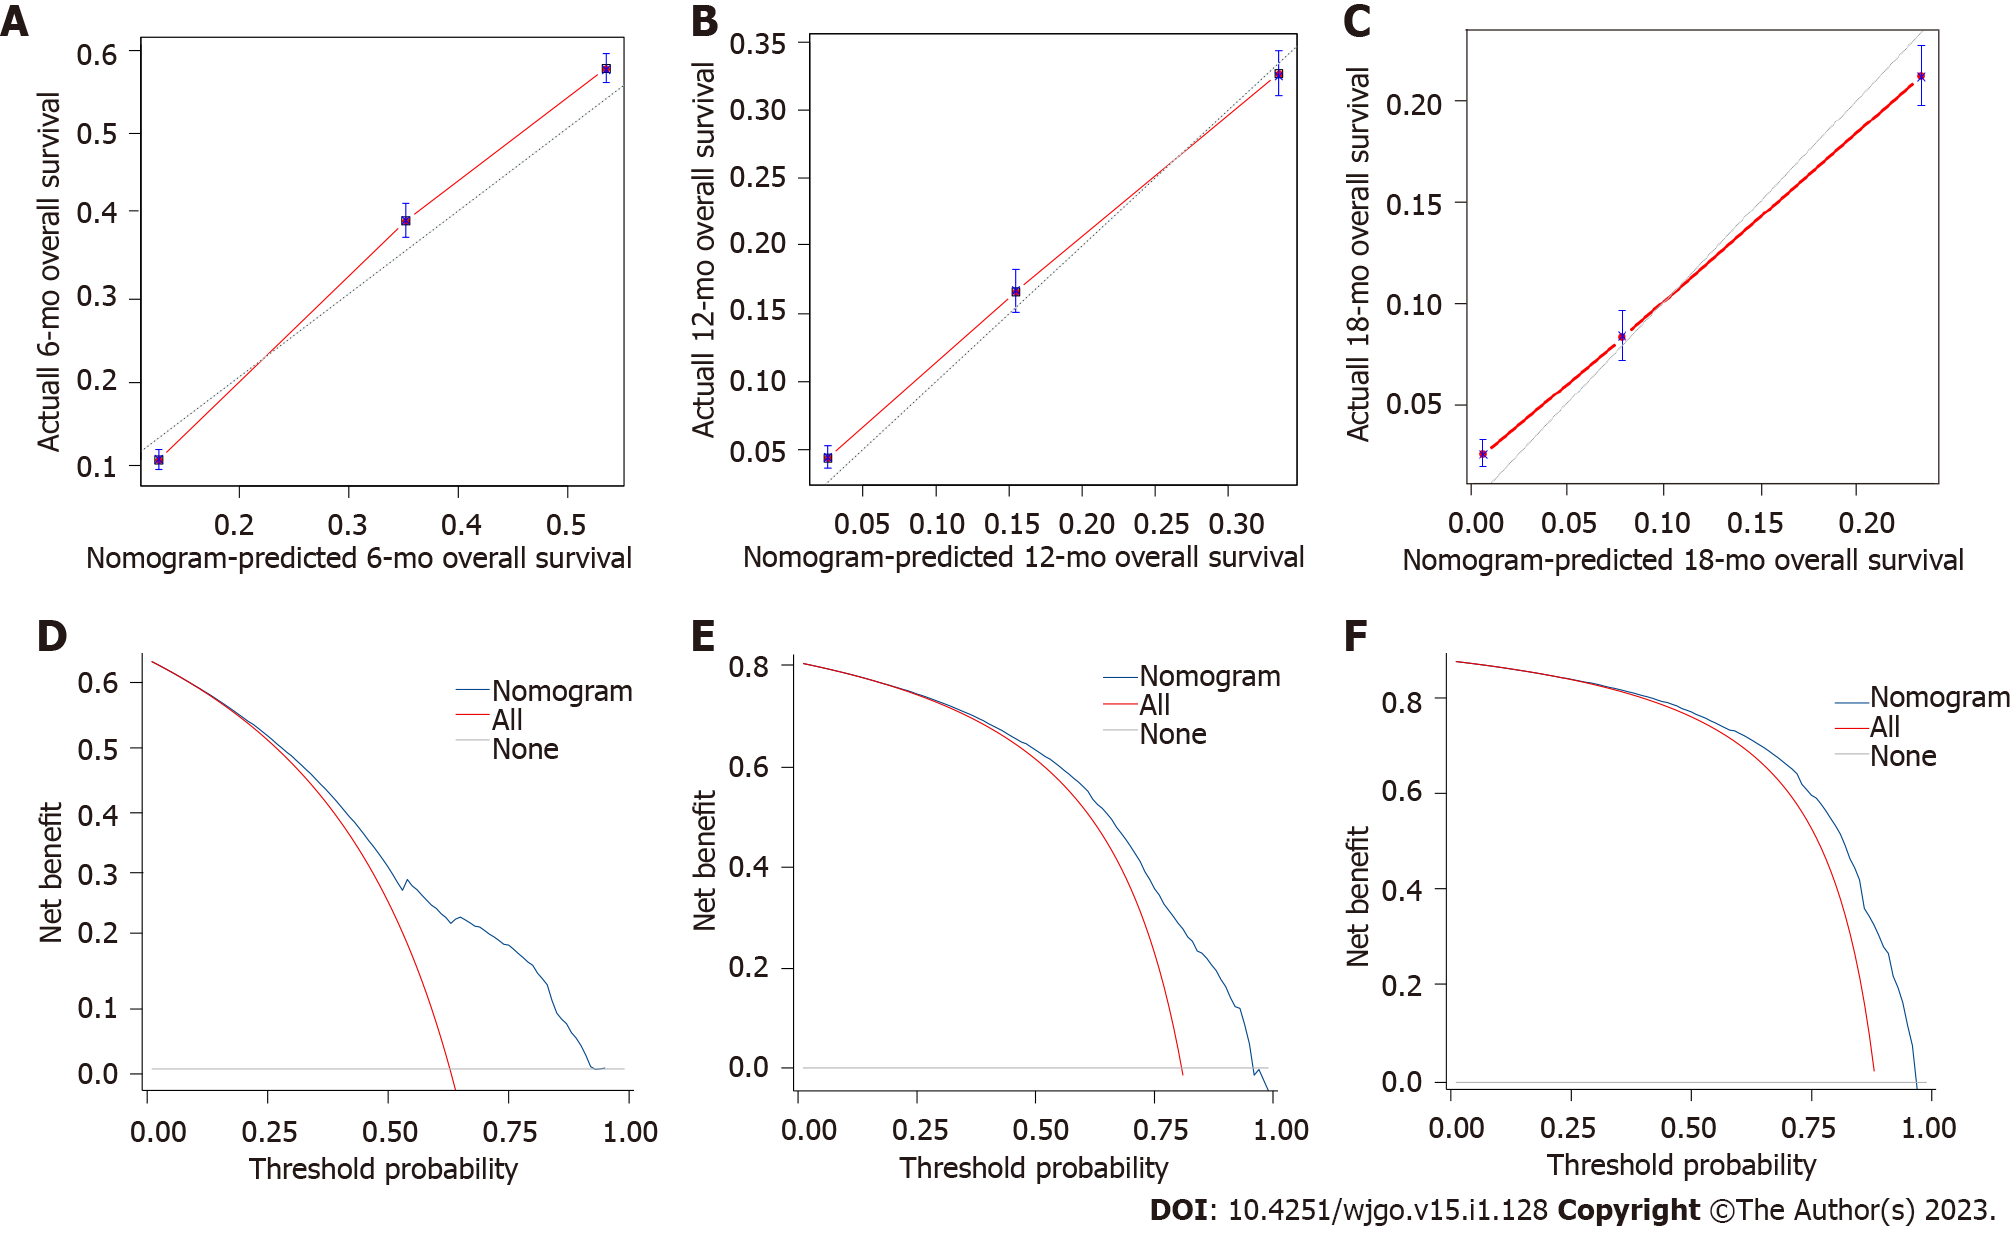 A
0.6
0.5
0.4
0.3
0.2
0.1
Actuall 6-mo overall survival
0.2 0.3 0.4 0.5
Nomogram-predicted 6-mo overall survival
B
0.35
0.30
0.25
0.20
0.15
0.10
0.05
Actuall 12-mo overall survival
0.05 0.10 0.15 0.20 0.25 0.30
Nomogram-predicted 12-mo overall survival
C
0.20
0.15
0.10
0.05
Actuall 18-mo overall survival
0.00 0.05 0.10 0.15 0.20
Nomogram-predicted 18-mo overall survival
D
0.6
0.5
0.4
0.3
0.2
0.1
0.0
Net benefit
Nomogram
All
None
0.00 0.25 0.50 0.75 1.00
Threshold probability
E
0.8
0.6
0.4
0.2
0.0
Net benefit
Nomogram
All
None
0.00 0.25 0.50 0.75 1.00
Threshold probability
F
0.8
0.6
0.4
0.2
0.0
Net benefit
Nomogram
All
None
0.00 0.25 0.50 0.75 1.00
Threshold probability
DOI: 10.4251/wjgo.v15.i1.128 Copyright ©The Author(s) 2023.